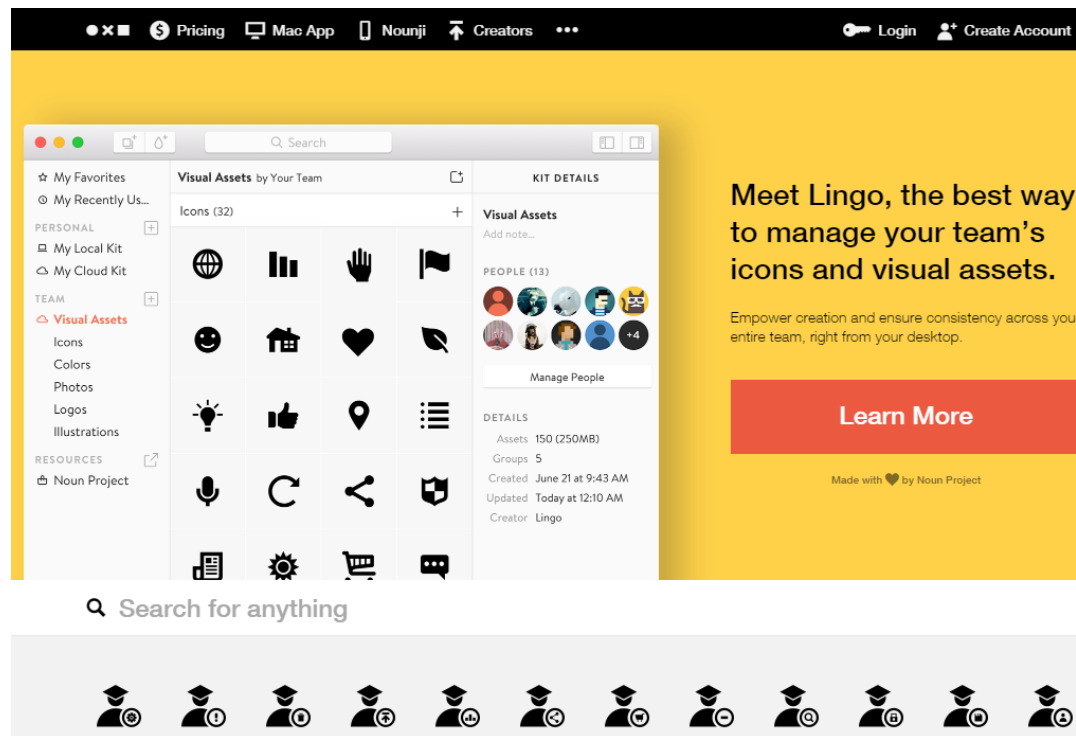 Pricing Mac App Nounji Creators ••• Login Create Account
Search
My Favorites
My Recently Us...
PERSONAL
My Local Kit
My Cloud Kit
TEAM
Visual Assets
Icons
Colors
Photos
Logos
Illustrations
RESOURCES
Noun Project
Visual Assets by Your Team
Icons (32)
KIT DETAILS
Visual Assets
Add note...
PEOPLE (13)
+4
Manage People
DETAILS
Assets 150 (250MB)
Groups 5
Created June 21 at 9:43 AM
Updated Today at 12:10 AM
Creator Lingo
Meet Lingo, the best way
to manage your team's
icons and visual assets.
Empower creation and ensure consistency across you
entire team, right from your desktop.
Learn More
Made with by Noun Project
Search for anything